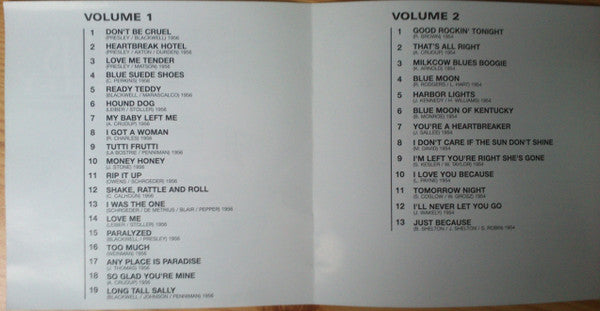 VOLUME 1
1 DON'T BE CRUEL
(PRESLEY / BLACKWELL) 1956
2 HEARTBREAK HOTEL
(PRESLEY / AXTON / DURDEN) 1956
3 LOVE ME TENDER
(PRESLEY / MATSON) 1956
4 BLUE SUEDE SHOES
(C. PERKINS) 1956
5 READY TEDDY
(BLACKWELL / MARASCALCO) 1956
6 HOUND DOG
(LEIBER / STOLLER) 1956
7 MY BABY LEFT ME
(A. CRUDUP) 1956
8 I GOT A WOMAN
(R. CHARLES) 1956
9 TUTTI FRUTTI
(LA BOSTRIE / PENNIMAN) 1956
10 MONEY HONEY
(J. STONE) 1956
11 RIP IT UP
(OWENS / SCHROEDER) 1956
12 SHAKE, RATTLE AND ROLL
(C. CALHOON) 1956
13 I WAS THE ONE
(SCHROEDER / DE METRIUS / BLAIR / PEPPER) 1956
14 LOVE ME
(LEIBER / STOLLER) 1956
15 PARALYZED
(BLACKWELL / PRESLEY) 1956
16 TOO MUCH
(WEINMAN) 1956
17 ANY PLACE IS PARADISE
(J. THOMAS) 1956
18 SO GLAD YOU'RE MINE
(A. CRUDUP) 1956
19 LONG TALL SALLY
(BLACKWELL / JOHNSON / PENNIMAN) 1956
VOLUME 2
1 GOOD ROCKIN' TONIGHT
(R. BROWN) 1954
2 THAT'S ALL RIGHT
(A. CRUDUP) 1954
3 MILKCOW BLUES BOOGIE
(K. ARNOLD) 1954
4 BLUE MOON
(R. RODGERS / L. HART) 1954
5 HARBOR LIGHTS
(J. KENNEDY / H. WILLIAMS) 1954
6 BLUE MOON OF KENTUCKY
(B. MONROE) 1954
7 YOU'RE A HEARTBREAKER
(J. SALLEE) 1954
8 I DON'T CARE IF THE SUN DON'T SHINE
(M. DAVID) 1954
9 I'M LEFT YOU'RE RIGHT SHE'S GONE
(S. KESLER / W. TAYLOR) 1954
10 I LOVE YOU BECAUSE
(L. PAYNE) 1954
11 TOMORROW NIGHT
(S. COSLOW / W. GROSZ) 1954
12 I'LL NEVER LET YOU GO
(J. WAKELY) 1954
13 JUST BECAUSE
(B. SHELTON / J. SHELTON / S. ROBIN) 1954